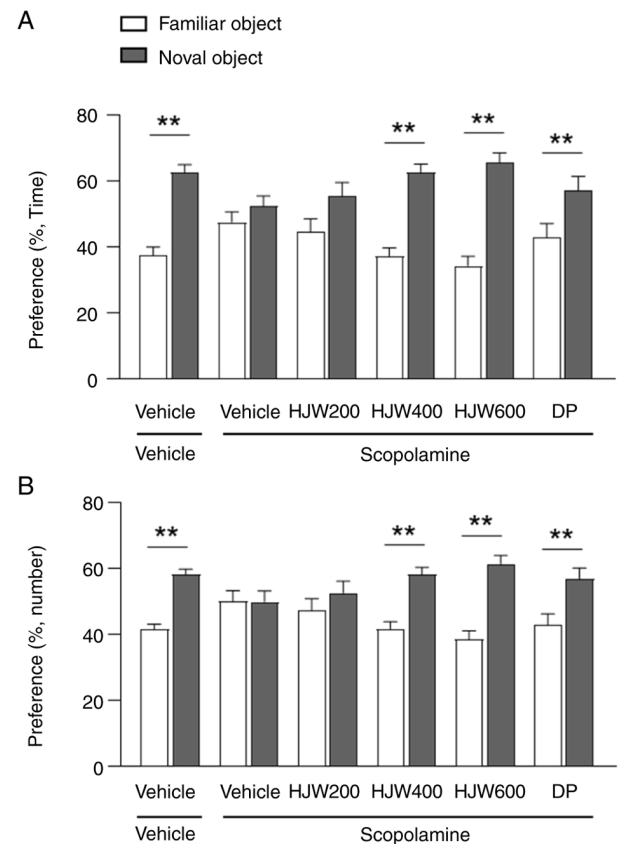 A
Familiar object
Noval object
**
**
**
**
80
60
40
20
0
Preference (%, Time)
Vehicle Vehicle HJW200 HJW400 HJW600 DP
Vehicle Scopolamine
B
**
**
**
**
80
60
40
20
0
Preference (%, number)
Vehicle Vehicle HJW200 HJW400 HJW600 DP
Vehicle Scopolamine